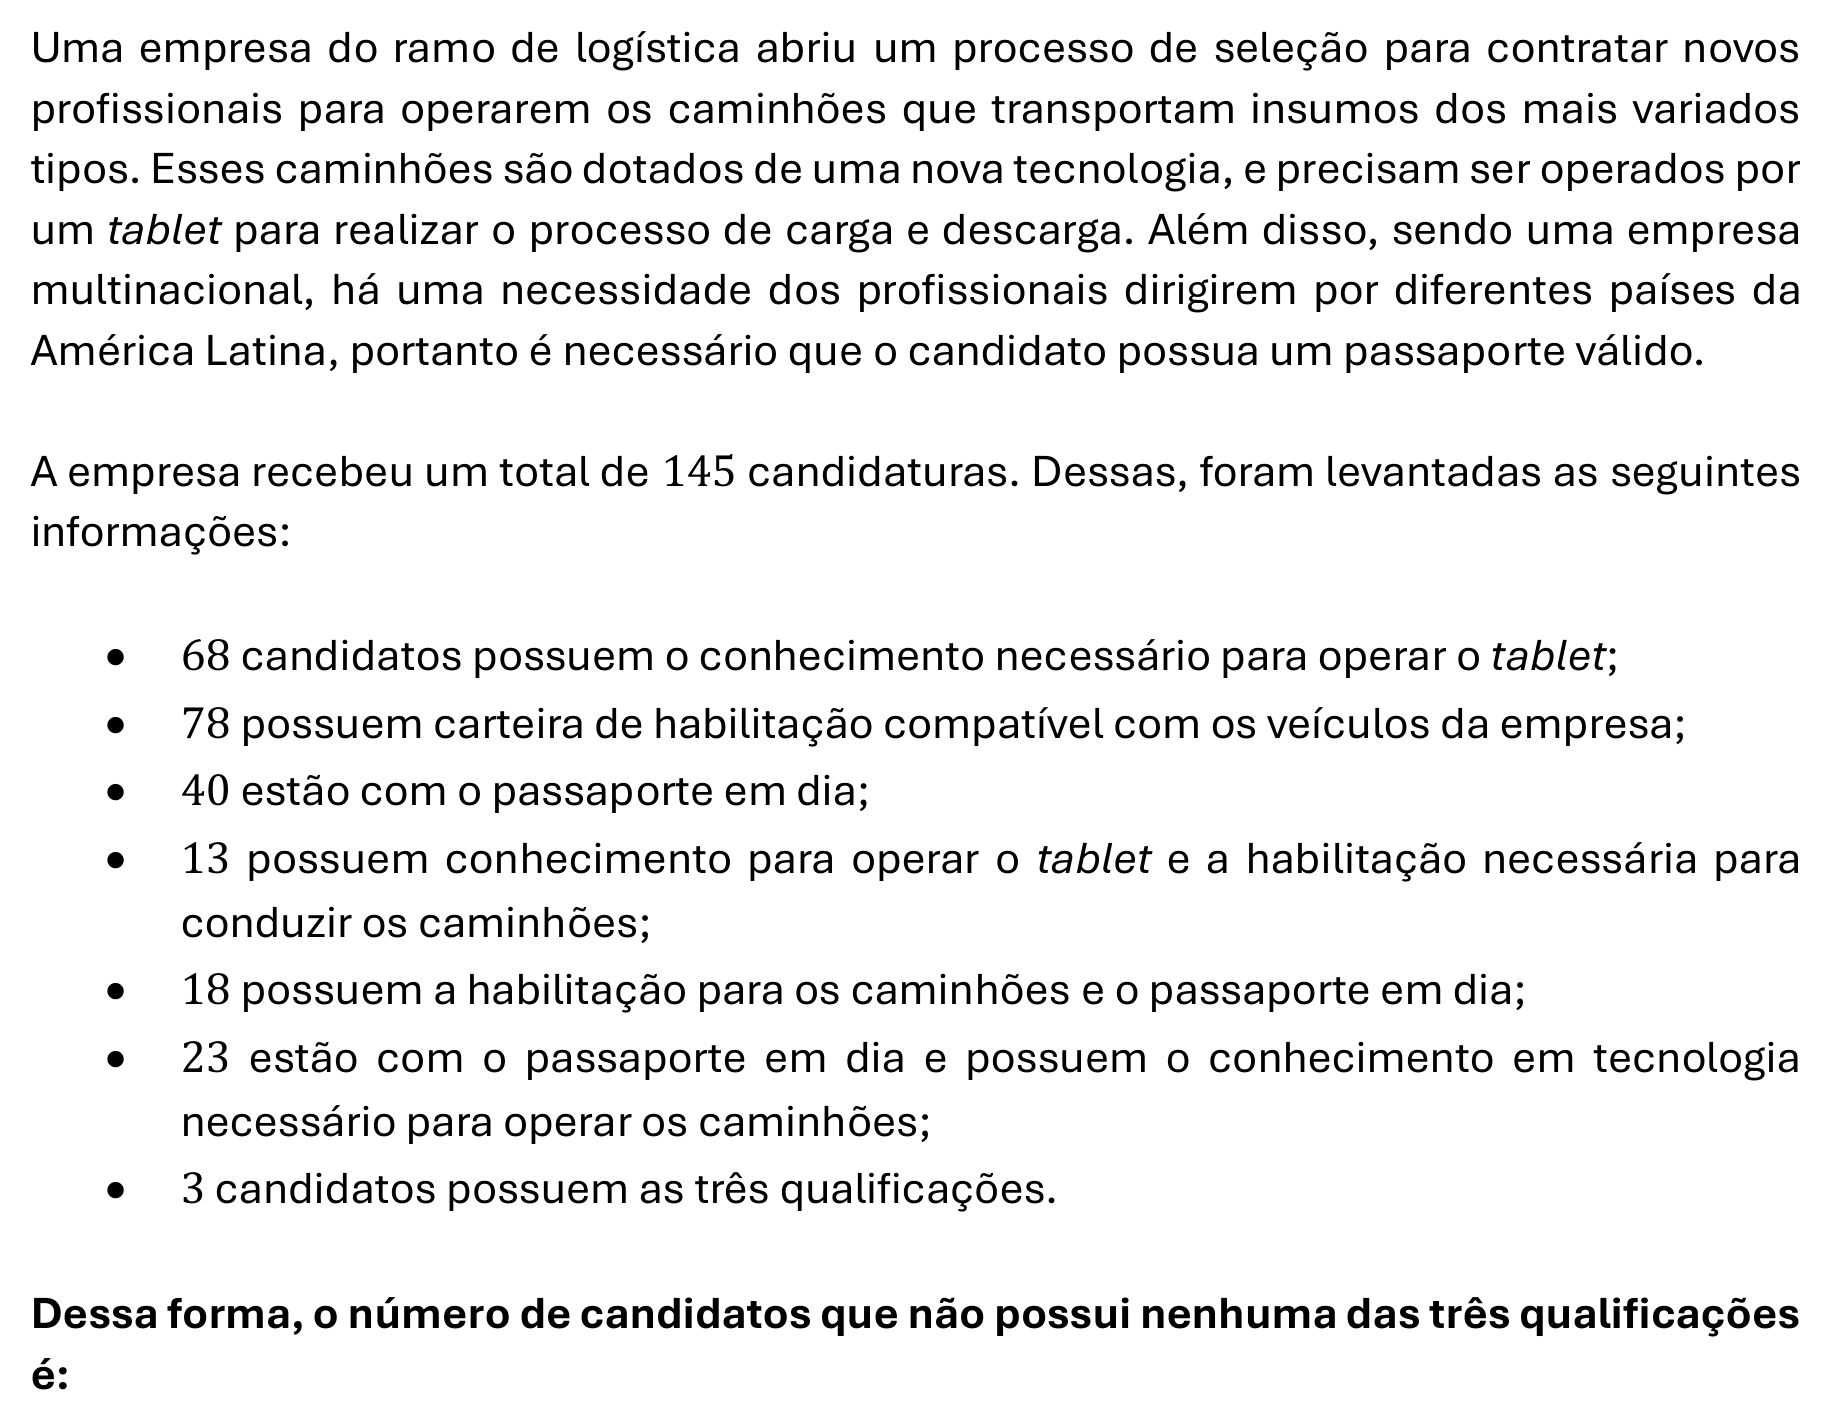 Uma empresa do ramo de logística abriu um processo de seleção para contratar novos
profissionais para operarem os caminhões que transportam insumos dos mais variados
tipos. Esses caminhões são dotados de uma nova tecnologia, e precisam ser operados por
um tablet para realizar o processo de carga e descarga. Além disso, sendo uma empresa
multinacional, há uma necessidade dos profissionais dirigirem por diferentes países da
América Latina, portanto é necessário que o candidato possua um passaporte válido.
A empresa recebeu um total de 145 candidaturas. Dessas, foram levantadas as seguintes
informações:
• 68 candidatos possuem o conhecimento necessário para operar o tablet;
• 78 possuem carteira de habilitação compatível com os veículos da empresa;
• 40 estão com o passaporte em dia;
• 13 possuem conhecimento para operar o tablet e a habilitação necessária para
conduzir os caminhões;
• 18 possuem a habilitação para os caminhões e o passaporte em dia;
• 23 estão com o passaporte em dia e possuem o conhecimento em tecnologia
necessário para operar os caminhões;
• 3 candidatos possuem as três qualificações.
Dessa forma, o número de candidatos que não possui nenhuma das três qualificações
é: